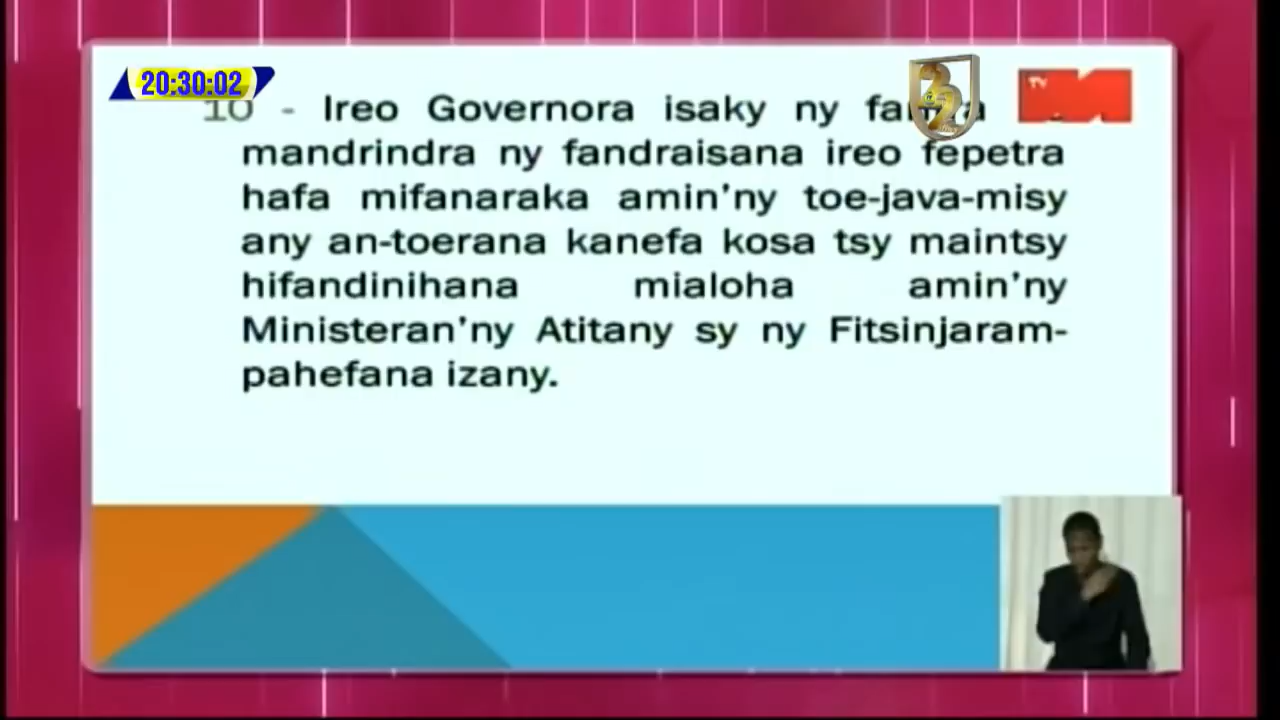 20:30:02
TV
10 - Ireo Governora isaky ny
mandrindra ny fandraisana ireo fepetra
hafa mifanaraka amin'ny toe-java-misy
any an-toerana kanefa kosa tsy maintsy
hifandinihana mialoha amin'ny
Ministeran'ny Atitany sy ny Fitsinjaram-
pahefana izany.